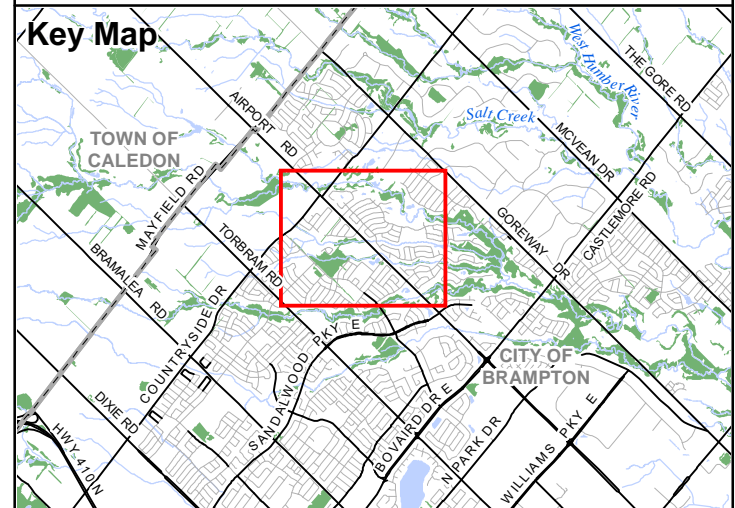 Key Map
THE GORE RD
West Humber River
AIRPORT RD
Salt Creek
MCVEAN DR
TOWN OF
CALEDON
MAYFIELD RD
CASTLEMORE RD
GOREWAY DR
TORBRAM RD
BRAMALEA RD
COUNTRYSIDE DR
SANDALWOOD PKY E
CITY OF
BRAMPTON
DIXIE RD
BOVAIRD DR E
N PARK DR
WILLIAMS PKY E
HWY 410 N